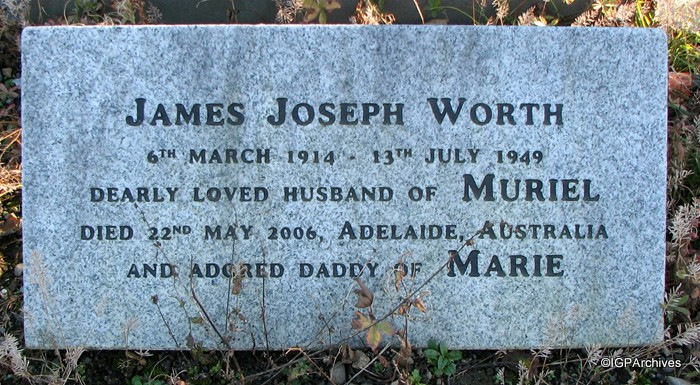 JAMES JOSEPH WORTH
6TH MARCH 1914 - 13TH JULY 1949
DEARLY LOVED HUSBAND OF MURIEL
DIED 22ND MAY 2006, ADELAIDE, AUSTRALIA
AND ADORED DADDY OF MARIE
©IGPArchives